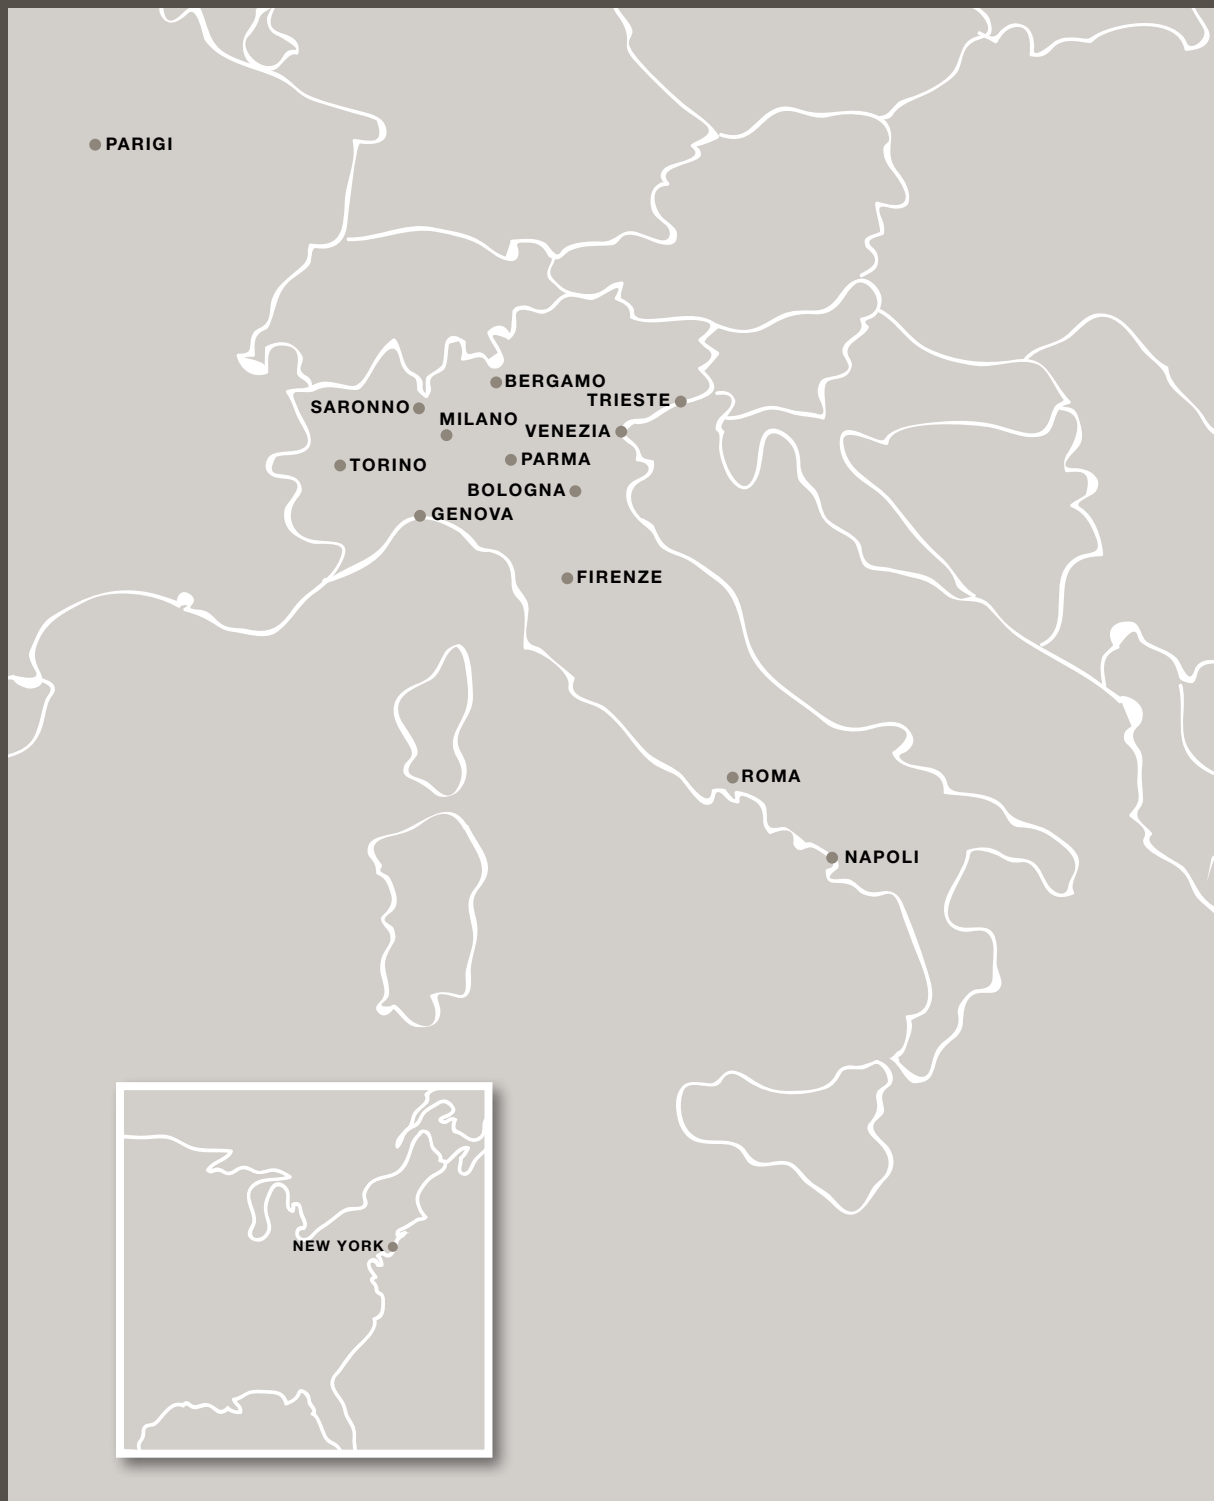 PARIGI
BERGAMO
TRIESTE
SARONNO
MILANO
VENEZIA
PARMA
TORINO
BOLOGNA
GENOVA
FIRENZE
ROMA
NAPOLI
NEW YORK